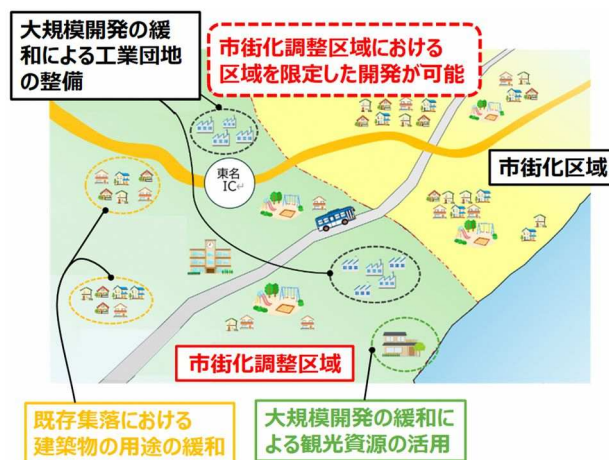 大規模開発の緩
和による工業団地
の整備
市街化調整区域における
区域を限定した開発が可能
東名
IC
市街化区域
市街化調整区域
既存集落における
建築物の用途の緩和
大規模開発の緩和に
よる観光資源の活用